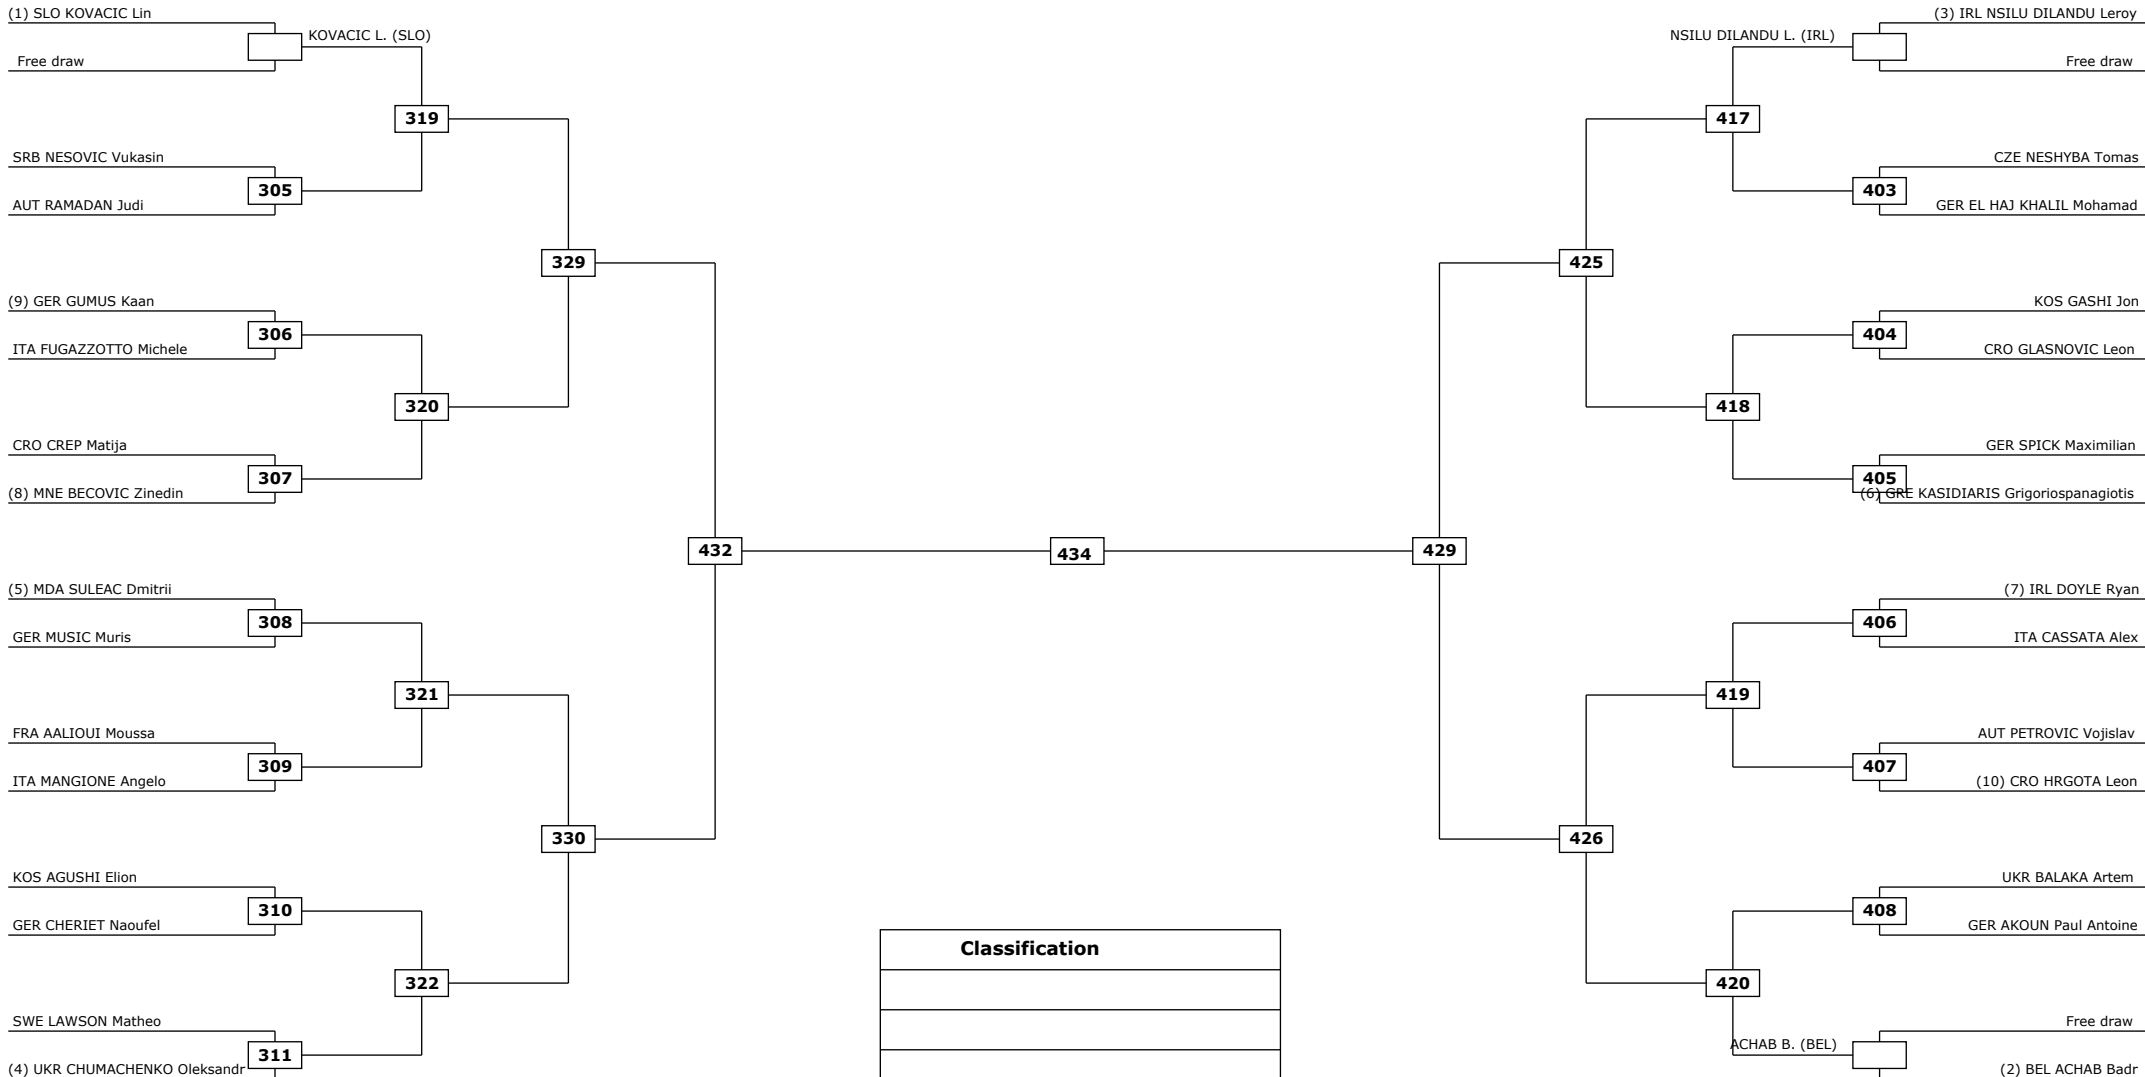 (1) SLO KOVACIC Lin
KOVACIC L. (SLO)
Free draw
319
SRB NESOVIC Vukasin
305
AUT RAMADAN Judi
329
(9) GER GUMUS Kaan
306
ITA FUGAZZOTTO Michele
320
CRO CREP Matija
307
(8) MNE BECOVIC Zinedin
432
(5) MDA SULEAC Dmitrii
308
GER MUSIC Muris
321
FRA AALIOUI Moussa
309
ITA MANGIONE Angelo
330
KOS AGUSHI Elion
310
GER CHERIET Naoufel
322
SWE LAWSON Matheo
311
(4) UKR CHUMACHENKO Oleksandr
434
Classification
(3) IRL NSILU DILANDU Leroy
NSILU DILANDU L. (IRL)
Free draw
417
CZE NESHYBA Tomas
403
GER EL HAJ KHALIL Mohamad
425
KOS GASHI Jon
404
CRO GLASNOVIC Leon
418
GER SPICK Maximilian
405
(6) GRE KASIDIARIS Grigoriospanagiotis
429
(7) IRL DOYLE Ryan
406
ITA CASSATA Alex
419
AUT PETROVIC Vojislav
407
(10) CRO HRGOTA Leon
426
UKR BALAKA Artem
408
GER AKOUN Paul Antoine
420
Free draw
ACHAB B. (BEL)
(2) BEL ACHAB Badr